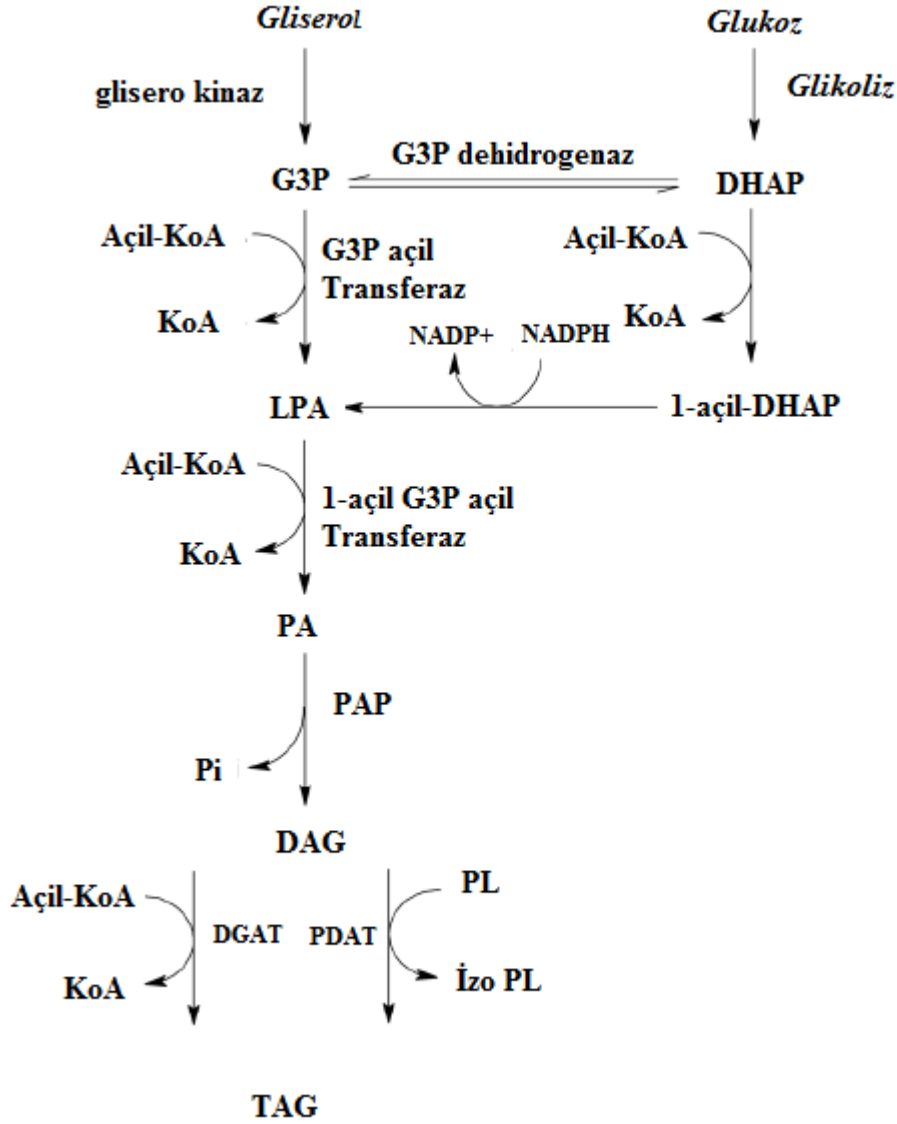 Gliserol
Glukoz
glisero kinaz
Glikoliz
G3P dehidrogenaz
G3P
DHAP
Açil-KoA
G3P açil
Transferaz
KoA
Açil-KoA
KoA
NADP+
NADPH
LPA
1-açil-DHAP
Açil-KoA
1-açil G3P açil
Transferaz
KoA
PA
PAP
Pi
DAG
Açil-KoA
PL
DGAT
PDAT
KoA
İzo PL
TAG